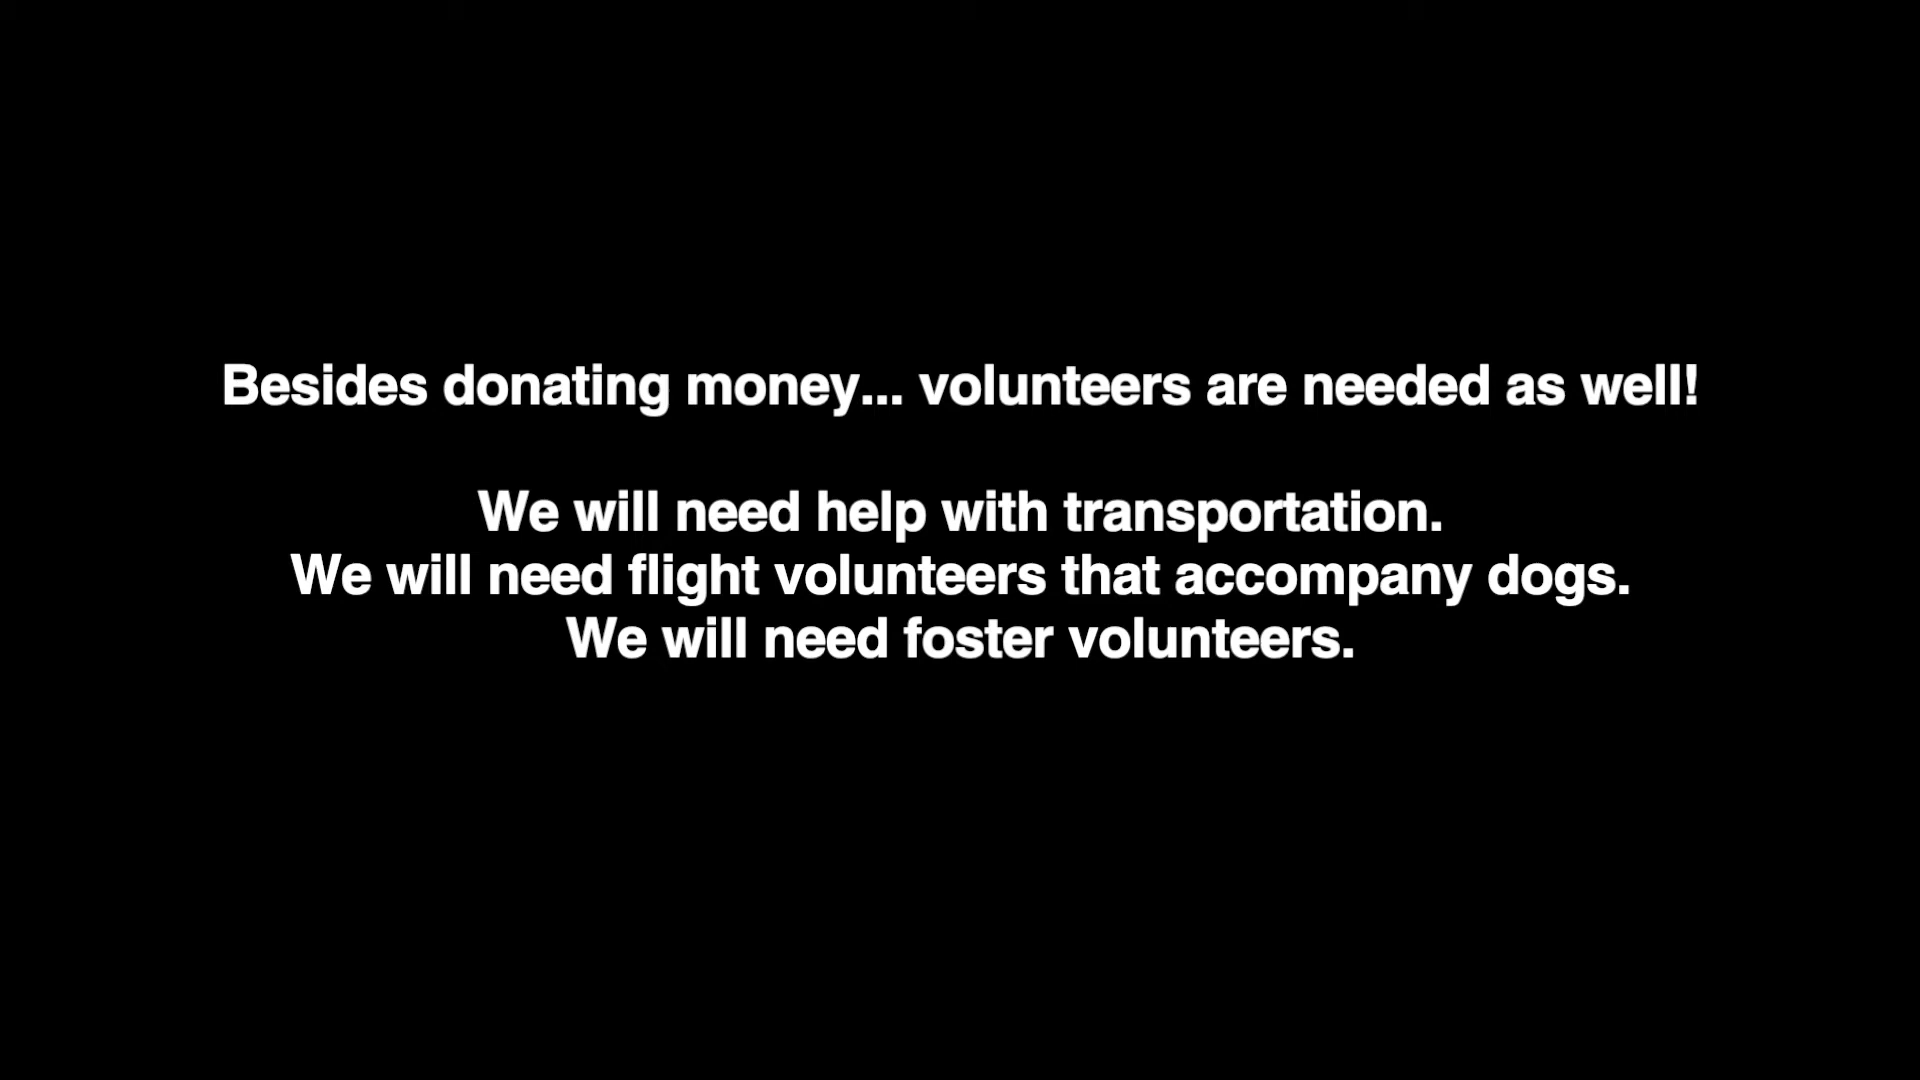 Besides donating money... volunteers are needed as well!
We will need help with transportation.
We will need flight volunteers that accompany dogs.
We will need foster volunteers.